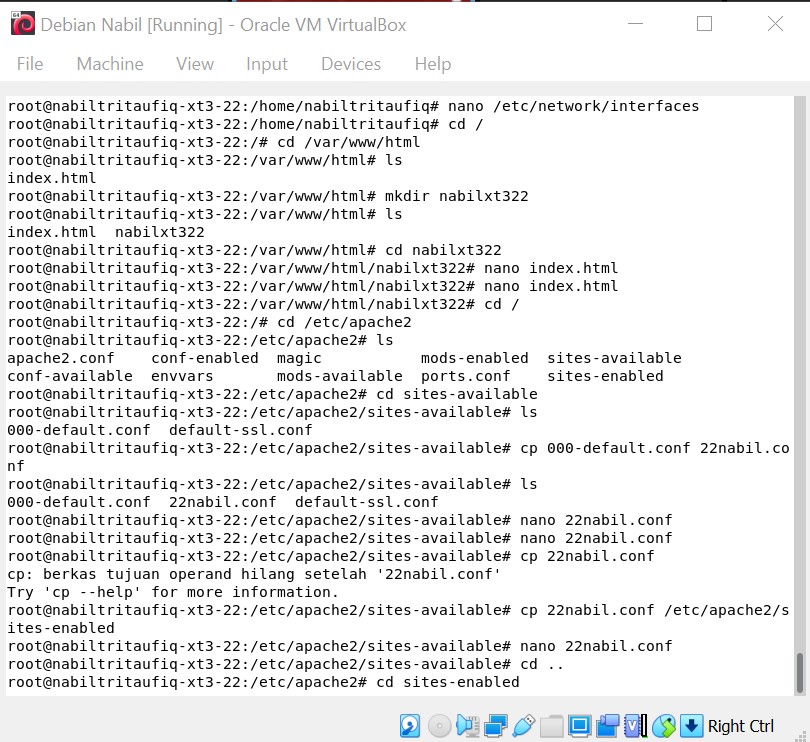 Debian Nabil [Running] - Oracle VM VirtualBox
File Machine View Input Devices Help
root@nabiltritaufiq-xt3-22:/home/nabiltritaufiq# nano /etc/network/interfaces
root@nabiltritaufiq-xt3-22:/home/nabiltritaufiq# cd /
root@nabiltritaufiq-xt3-22:/# cd /var/www/html
root@nabiltritaufiq-xt3-22:/var/www/html# ls
index.html
root@nabiltritaufiq-xt3-22:/var/www/html# mkdir nabilxt322
root@nabiltritaufiq-xt3-22:/var/www/html# ls
index.html  nabilxt322
root@nabiltritaufiq-xt3-22:/var/www/html# cd nabilxt322
root@nabiltritaufiq-xt3-22:/var/www/html/nabilxt322# nano index.html
root@nabiltritaufiq-xt3-22:/var/www/html/nabilxt322# nano index.html
root@nabiltritaufiq-xt3-22:/var/www/html/nabilxt322# cd /
root@nabiltritaufiq-xt3-22:/# cd /etc/apache2
root@nabiltritaufiq-xt3-22:/etc/apache2# ls
apache2.conf    conf-enabled  magic           mods-enabled  sites-available
conf-available  envvars       mods-available  ports.conf    sites-enabled
root@nabiltritaufiq-xt3-22:/etc/apache2# cd sites-available
root@nabiltritaufiq-xt3-22:/etc/apache2/sites-available# ls
000-default.conf  default-ssl.conf
root@nabiltritaufiq-xt3-22:/etc/apache2/sites-available# cp 000-default.conf 22nabil.co
nf
root@nabiltritaufiq-xt3-22:/etc/apache2/sites-available# ls
000-default.conf  22nabil.conf  default-ssl.conf
root@nabiltritaufiq-xt3-22:/etc/apache2/sites-available# nano 22nabil.conf
root@nabiltritaufiq-xt3-22:/etc/apache2/sites-available# nano 22nabil.conf
root@nabiltritaufiq-xt3-22:/etc/apache2/sites-available# cp 22nabil.conf
cp: berkas tujuan operand hilang setelah '22nabil.conf'
Try 'cp --help' for more information.
root@nabiltritaufiq-xt3-22:/etc/apache2/sites-available# cp 22nabil.conf /etc/apache2/s
ites-enabled
root@nabiltritaufiq-xt3-22:/etc/apache2/sites-available# nano 22nabil.conf
root@nabiltritaufiq-xt3-22:/etc/apache2/sites-available# cd ..
root@nabiltritaufiq-xt3-22:/etc/apache2# cd sites-enabled
Right Ctrl